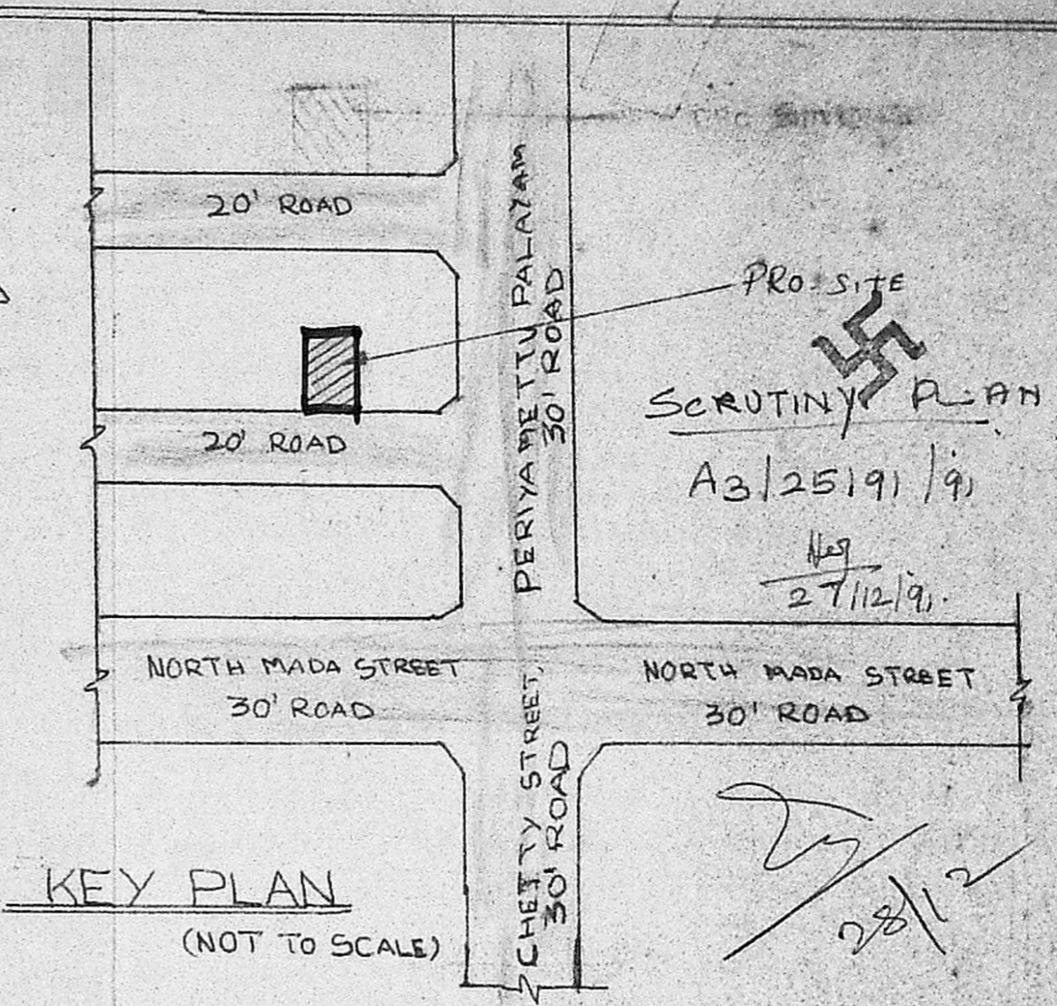 20' ROAD
PRO. SITE
SCRUTINY PLAN
A3/25191/91
27/12/91.
20' ROAD
PERIYAMETTU PALAYAM
30' ROAD
NORTH MADA STREET
30' ROAD
NORTH MADA STREET
30' ROAD
CHETTY STREET,
30' ROAD
28/12
KEY PLAN
(NOT TO SCALE)